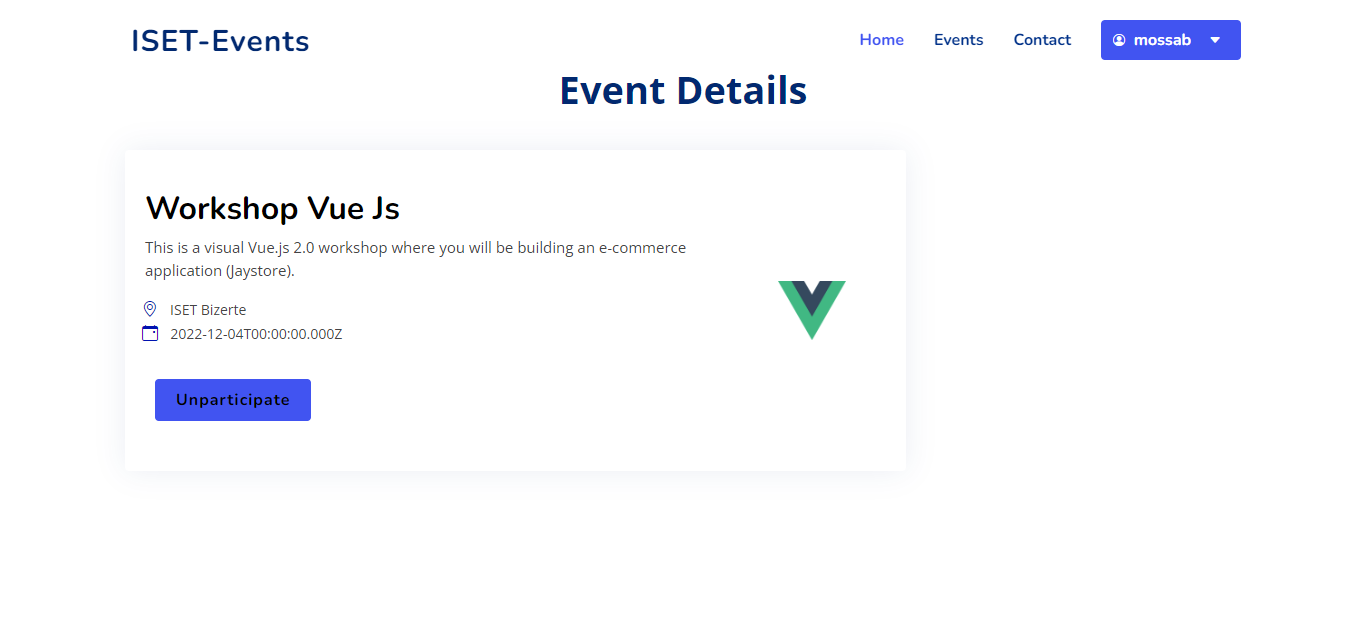 ISET-Events
Home
Events
Contact
mossab
Event Details
Workshop Vue Js
This is a visual Vue.js 2.0 workshop where you will be building an e-commerce
application (Jaystore).
ISET Bizerte
2022-12-04T00:00:00.000Z
Unparticipate